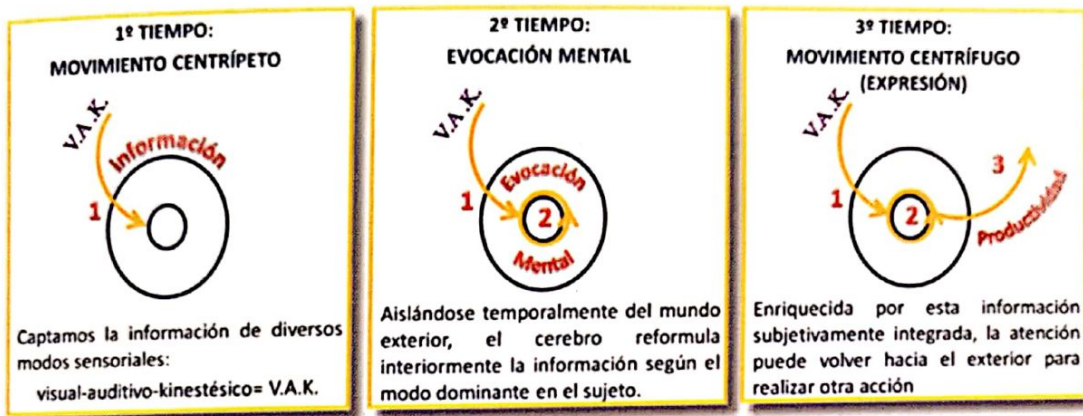 1º TIEMPO:
MOVIMIENTO CENTRÍPETO
V.A.K.
Información
1
Captamos la información de diversos
modos sensoriales:
visual-auditivo-kinestésico= V.A.K.
2º TIEMPO:
EVOCACIÓN MENTAL
V.A.K.
1
Evocación
2
Mental
Aislándose temporalmente del mundo
exterior, el cerebro reformula
interiormente la información según el
modo dominante en el sujeto.
3º TIEMPO:
MOVIMIENTO CENTRÍFUGO
(EXPRESIÓN)
V.A.K.
1
2
3
Productividad
Enriquecida por esta información
subjetivamente integrada, la atención
puede volver hacia el exterior para
realizar otra acción